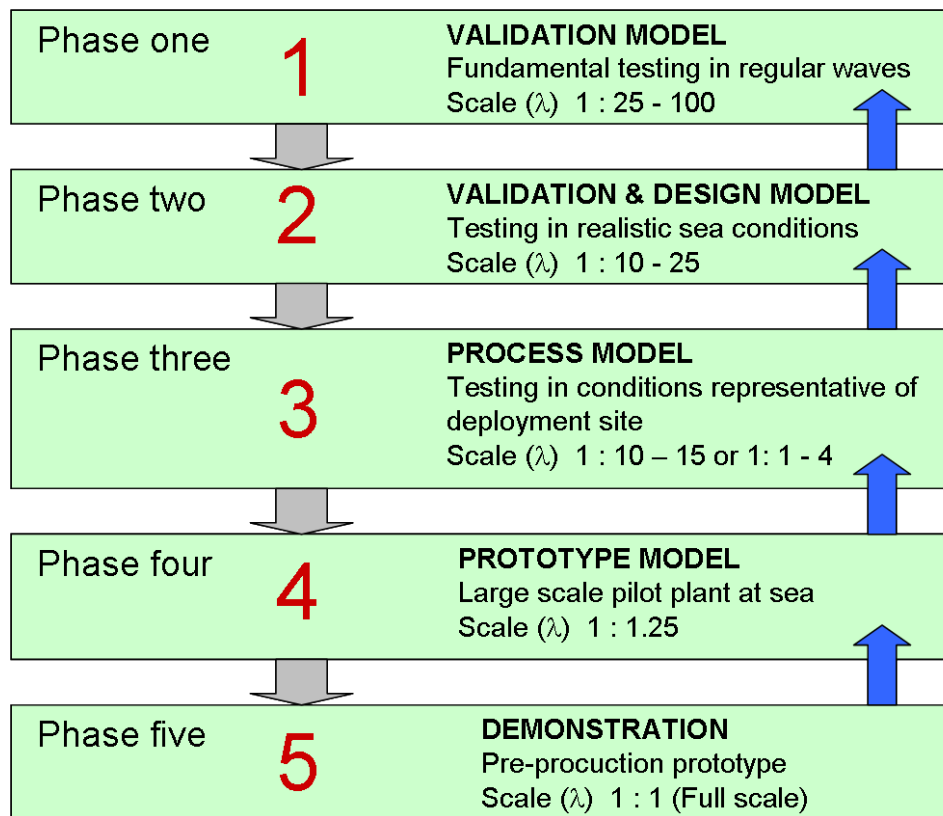 Phase one
1
VALIDATION MODEL
Fundamental testing in regular waves
Scale (λ) 1 : 25 - 100
Phase two
2
VALIDATION & DESIGN MODEL
Testing in realistic sea conditions
Scale (λ) 1 : 10 - 25
Phase three
3
PROCESS MODEL
Testing in conditions representative of
deployment site
Scale (λ) 1 : 10 – 15 or 1: 1 - 4
Phase four
4
PROTOTYPE MODEL
Large scale pilot plant at sea
Scale (λ) 1 : 1.25
Phase five
5
DEMONSTRATION
Pre-procuction prototype
Scale (λ) 1 : 1 (Full scale)